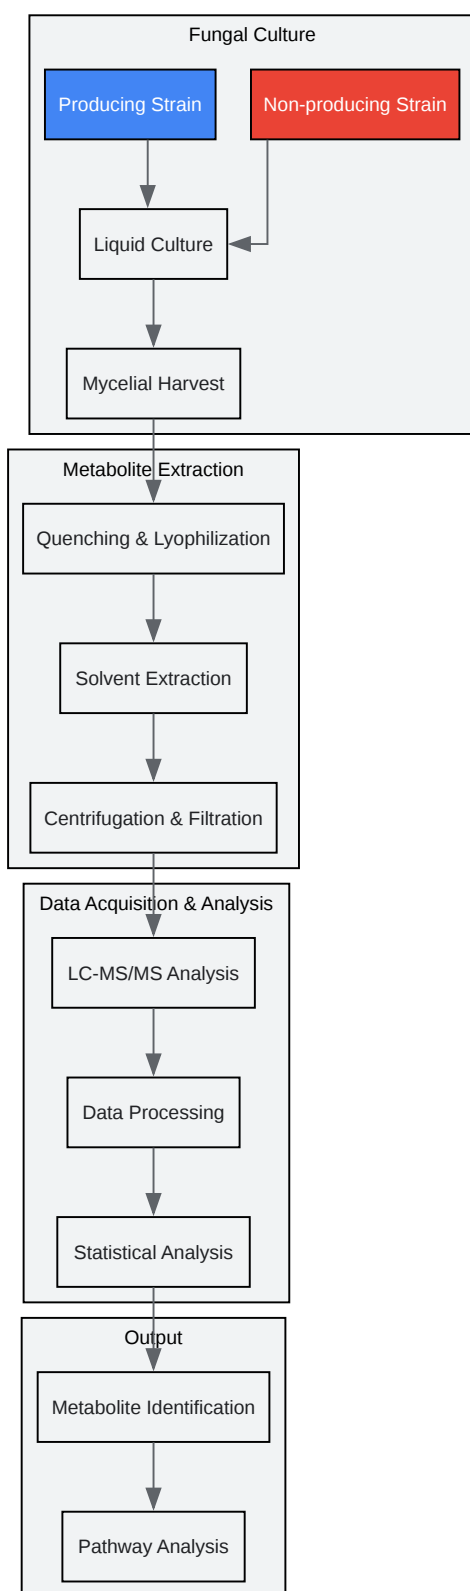 Fungal Culture
Producing Strain
Non-producing Strain
Liquid Culture
Mycelial Harvest
Metabolite Extraction
Quenching & Lyophilization
Solvent Extraction
Centrifugation & Filtration
Data Acquisition & Analysis
LC-MS/MS Analysis
Data Processing
Statistical Analysis
Output
Metabolite Identification
Pathway Analysis